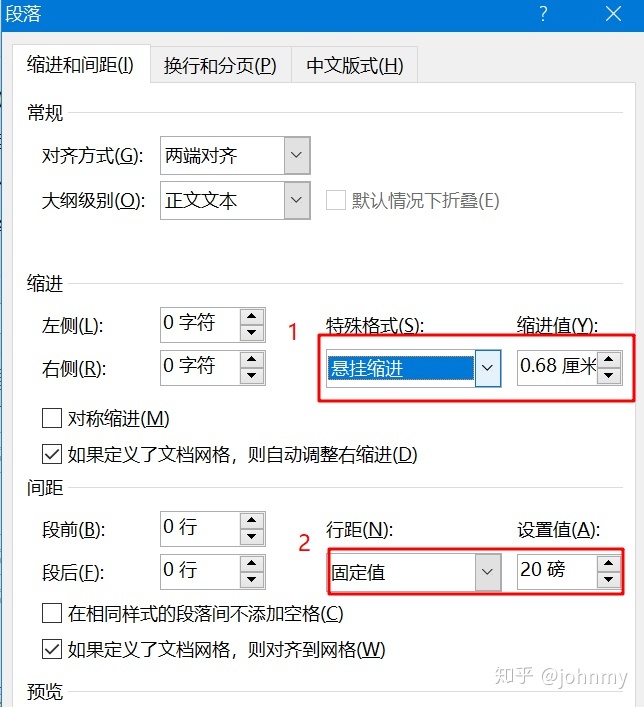 段落 ?
缩进和间距(I) 换行和分页(P) 中文版式(H)
常规
对齐方式(G): 两端对齐
大纲级别(O): 正文文本 默认情况下折叠(E)
缩进
左侧(L): 0 字符 1 特殊格式(S): 缩进值(Y):
右侧(R): 0 字符 悬挂缩进 0.68 厘米
对称缩进(M)
如果定义了文档网格，则自动调整右缩进(D)
间距
段前(B): 0 行 2 行距(N): 设置值(A):
段后(F): 0 行 固定值 20 磅
在相同样式的段落间不添加空格(C)
如果定义了文档网格，则对齐到网格(W)
预览
知乎 @johnmy